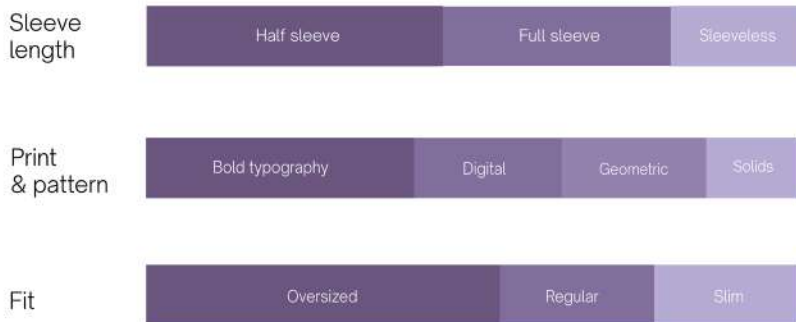 Sleeve
length
Half sleeve
Full sleeve
Sleeveless
Print
& pattern
Bold typography
Digital
Geometric
Solids
Fit
Oversized
Regular
Slim